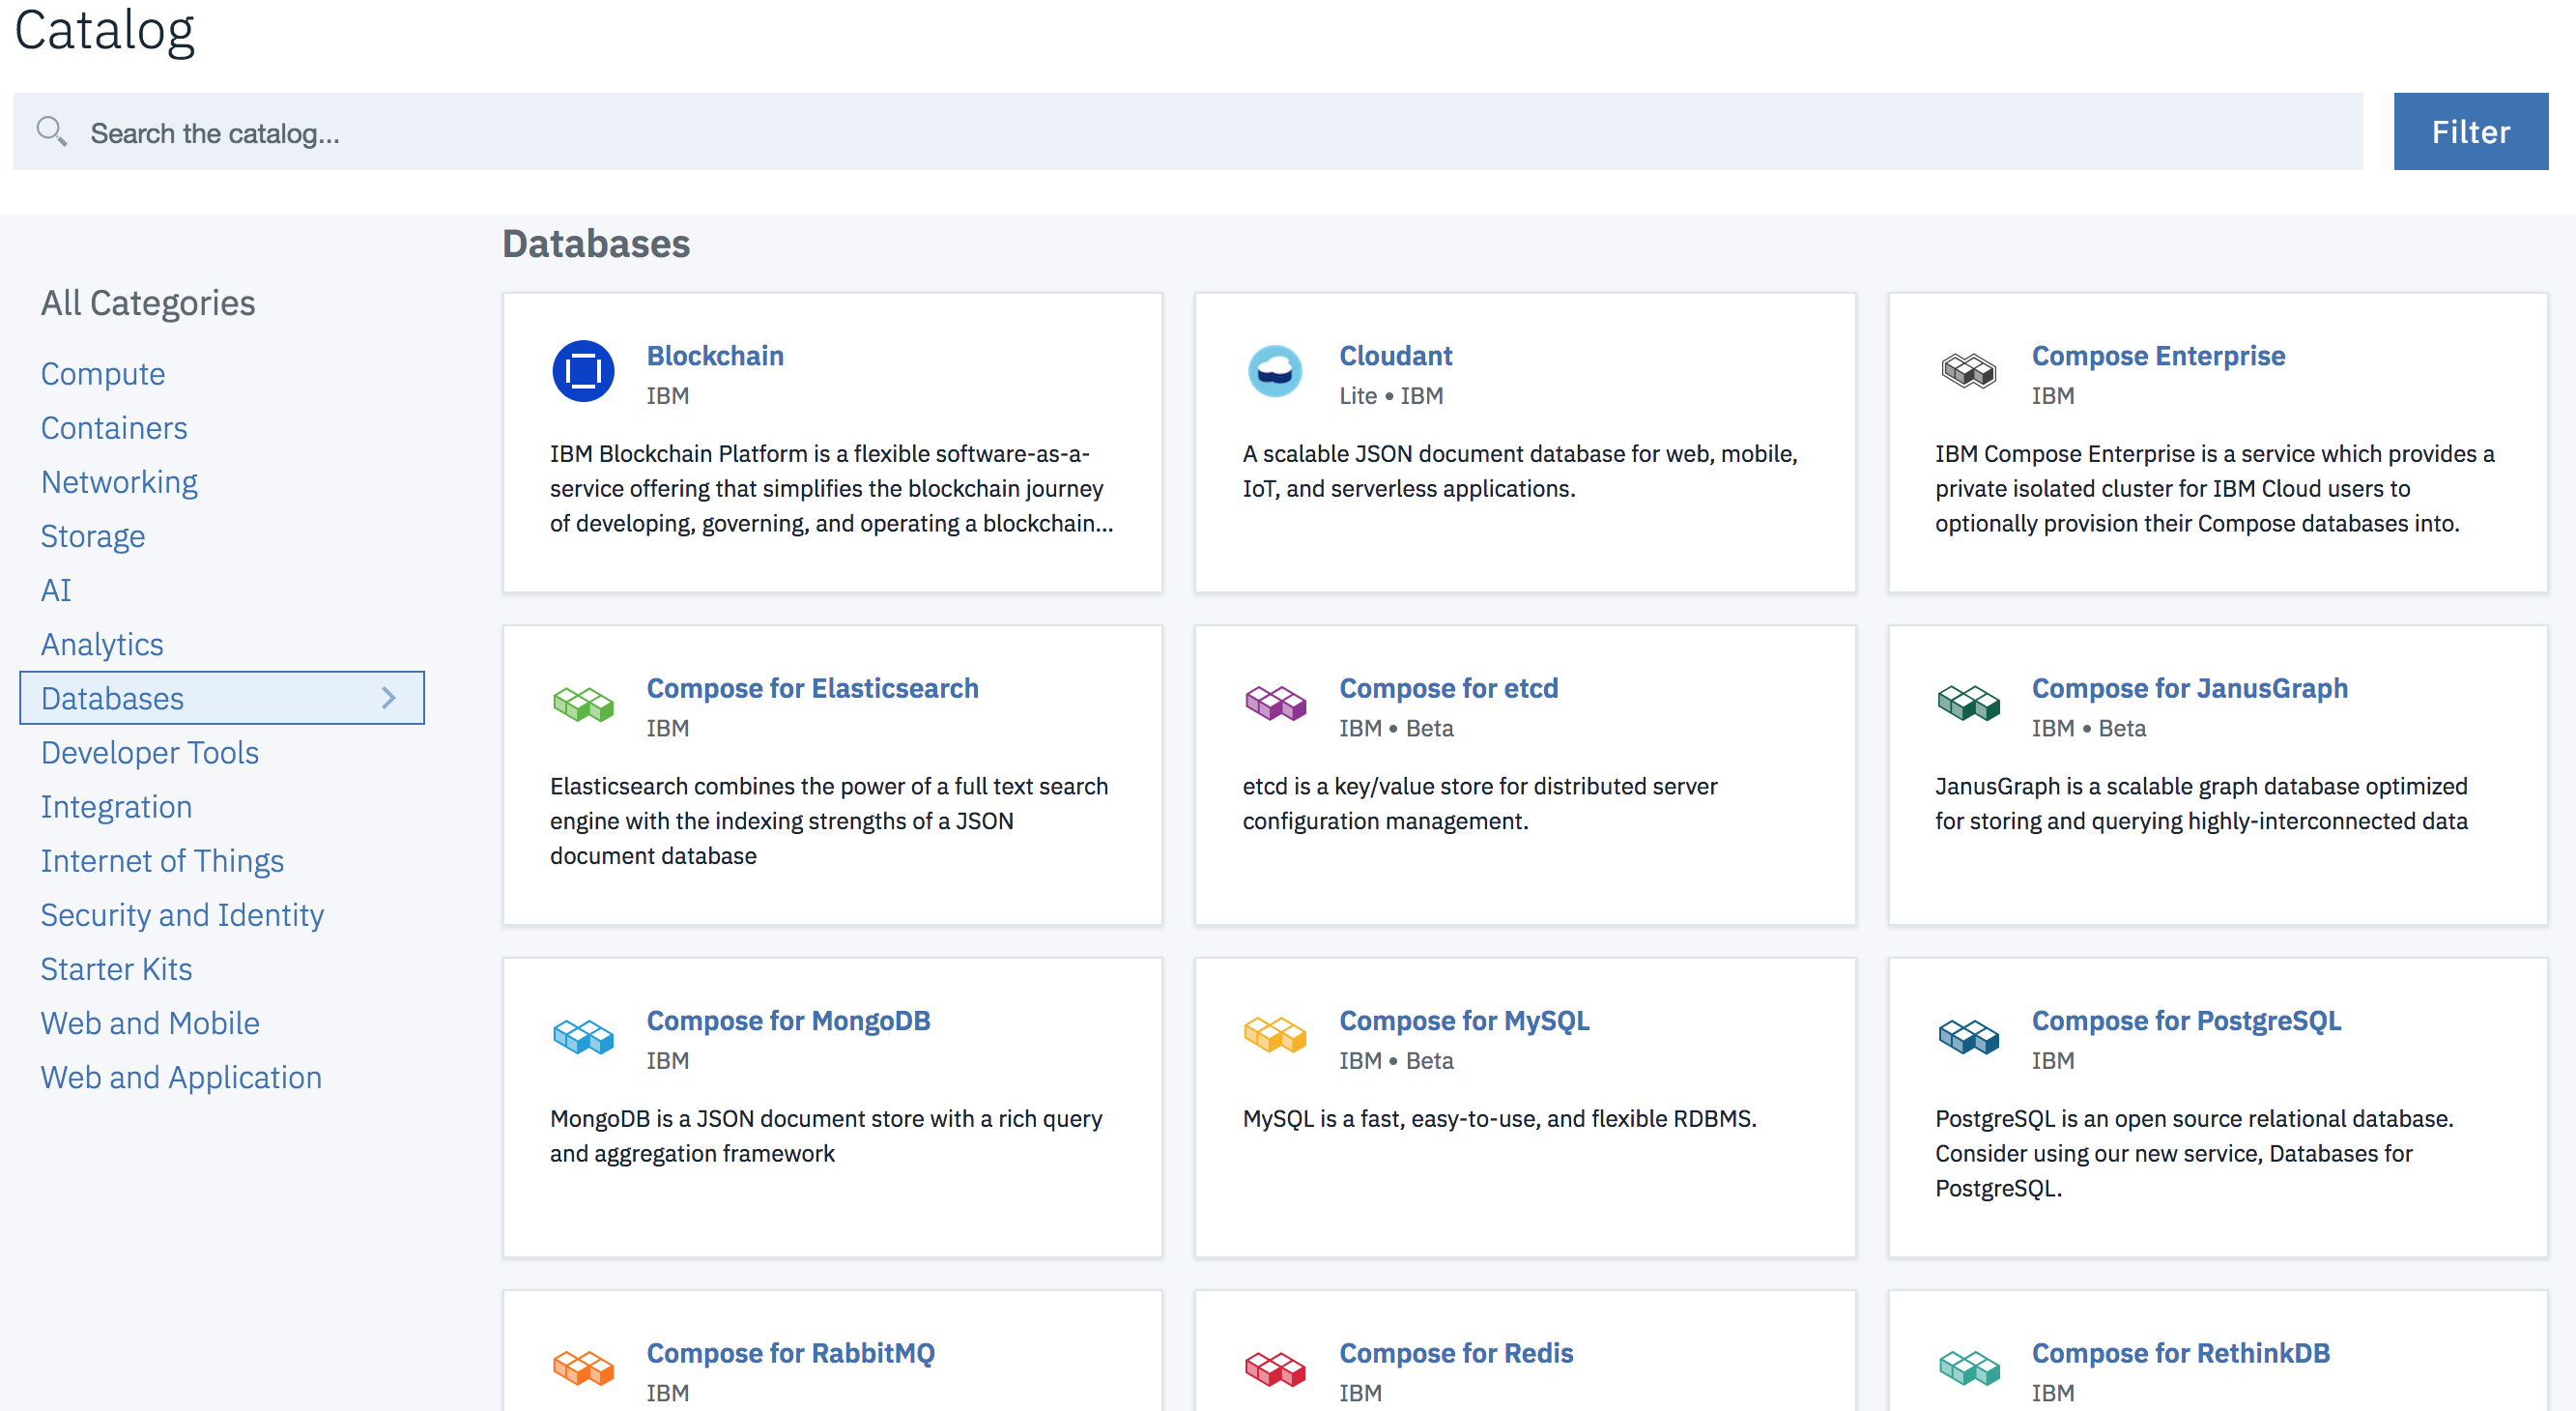 Catalog
Search the catalog...
Filter
All Categories
Compute
Containers
Networking
Storage
AI
Analytics
Databases
Developer Tools
Integration
Internet of Things
Security and Identity
Starter Kits
Web and Mobile
Web and Application
Databases
Blockchain
IBM
IBM Blockchain Platform is a flexible software-as-a-
service offering that simplifies the blockchain journey
of developing, governing, and operating a blockchain...
Cloudant
Lite • IBM
A scalable JSON document database for web, mobile,
IoT, and serverless applications.
Compose Enterprise
IBM
IBM Compose Enterprise is a service which provides a
private isolated cluster for IBM Cloud users to
optionally provision their Compose databases into.
Compose for Elasticsearch
IBM
Elasticsearch combines the power of a full text search
engine with the indexing strengths of a JSON
document database
Compose for etcd
IBM • Beta
etcd is a key/value store for distributed server
configuration management.
Compose for JanusGraph
IBM • Beta
JanusGraph is a scalable graph database optimized
for storing and querying highly-interconnected data
Compose for MongoDB
IBM
MongoDB is a JSON document store with a rich query
and aggregation framework
Compose for MySQL
IBM • Beta
MySQL is a fast, easy-to-use, and flexible RDBMS.
Compose for PostgreSQL
IBM
PostgreSQL is an open source relational database.
Consider using our new service, Databases for
PostgreSQL.
Compose for RabbitMQ
IBM
Compose for Redis
IBM
Compose for RethinkDB
IBM